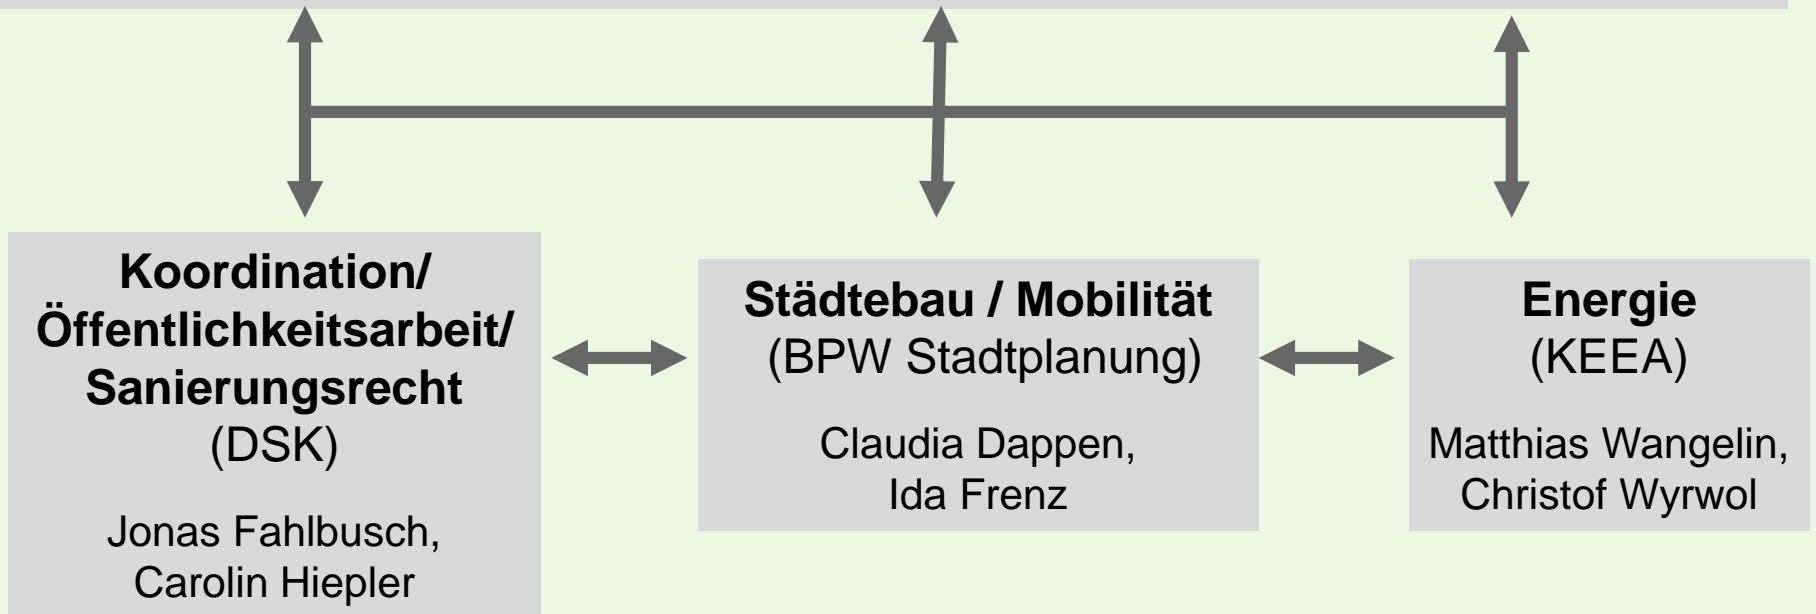 Koordination/
Öffentlichkeitsarbeit/
Sanierungsrecht
(DSK)
Jonas Fahlbusch,
Carolin Hiepler
Städtebau / Mobilität
(BPW Stadtplanung)
Claudia Dappen,
Ida Frenz
Energie
(KEEA)
Matthias Wangelin,
Christof Wyrwol